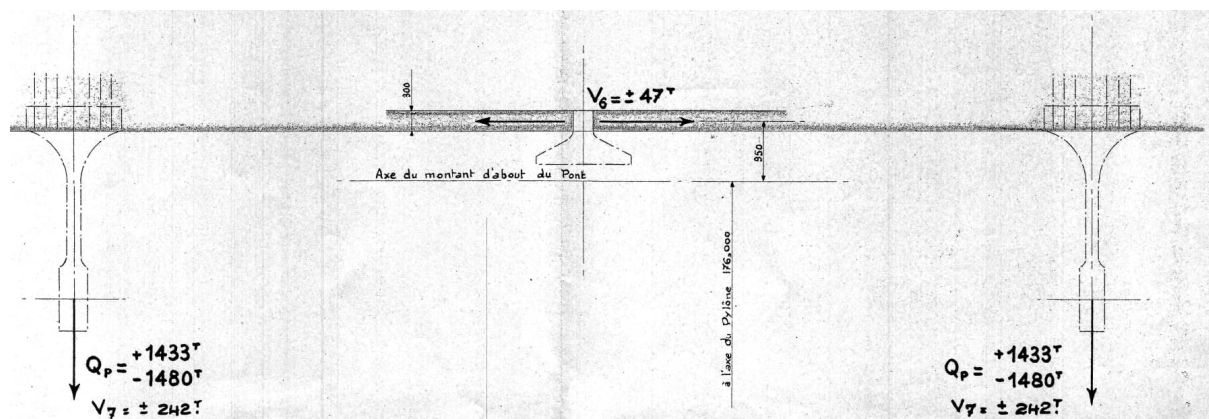 300
V6 = ± 47T
950
Axe du montant d'about du Pont
à l'axe du Pylône 176,000
Qp = +1433T
-1480T
V7 = ± 242T
Qp = +1433T
-1480T
V7 = ± 242T